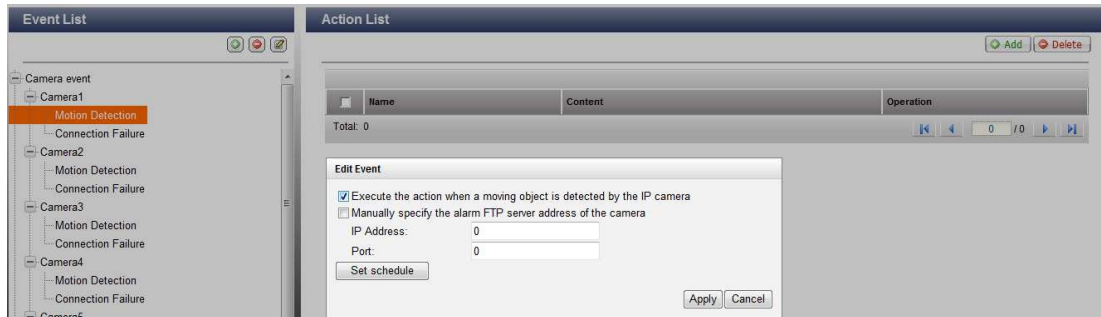 Event List
Action List
Add Delete
Camera event
Camera1
Motion Detection
Connection Failure
Camera2
Motion Detection
Connection Failure
Camera3
Motion Detection
Connection Failure
Camera4
Motion Detection
Connection Failure
Camera5
Name Content Operation
Total: 0
0 / 0
Edit Event
Execute the action when a moving object is detected by the IP camera
Manually specify the alarm FTP server address of the camera
IP Address: 0
Port: 0
Set schedule
Apply Cancel